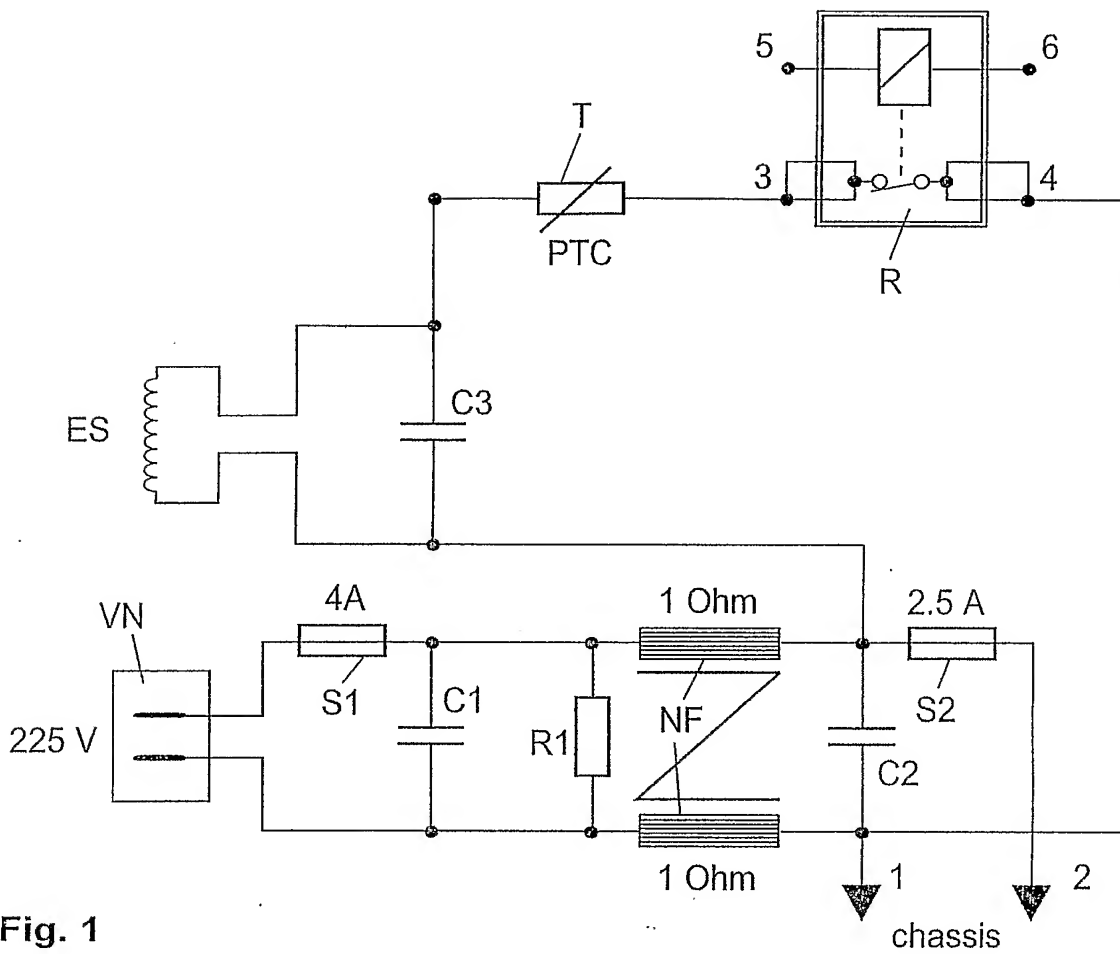 5
6
T
3
4
PTC
R
C3
ES
VN
4A
1 Ohm
2.5 A
S1
C1
NF
S2
225 V
R1
C2
1 Ohm
1
2
Fig. 1
chassis